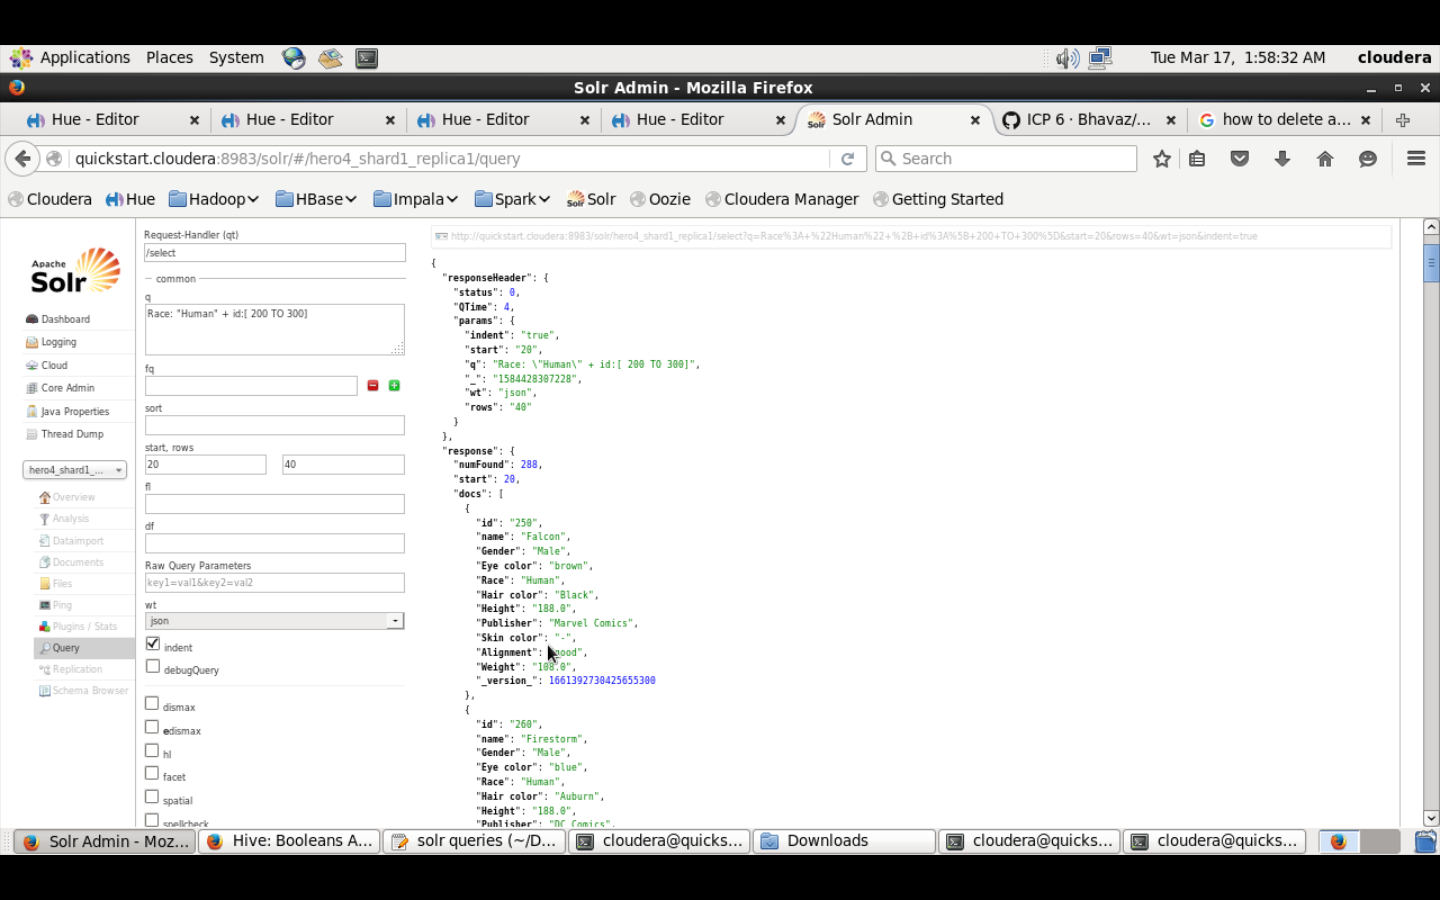 Applications Places System Tue Mar 17, 1:58:32 AM cloudera
Solr Admin - Mozilla Firefox
Hue - Editor Hue - Editor Hue - Editor Hue - Editor Solr Admin ICP 6 · Bhavaz/... how to delete a...
quickstart.cloudera:8983/solr/#/hero4_shard1_replica1/query Search
Cloudera Hue Hadoop HBase Impala Spark Solr Oozie Cloudera Manager Getting Started
Apache
Solr
Dashboard
Logging
Cloud
Core Admin
Java Properties
Thread Dump
hero4_shard1_...
Overview
Analysis
Dataimport
Documents
Files
Ping
Plugins / Stats
Query
Replication
Schema Browser
Request-Handler (qt)
/select
common
q
Race: "Human" + id:[ 200 TO 300]
fq
sort
start, rows
20 40
fl
df
Raw Query Parameters
key1=val1&key2=val2
wt
json
indent
debugQuery
dismax
edismax
hl
facet
spatial
spellcheck
http://quickstart.cloudera:8983/solr/hero4_shard1_replica1/select?q=Race%3A+%22Human%22+%2B+id%3A%5B+200+TO+300%5D&start=20&rows=40&wt=json&indent=true
{
"responseHeader": {
"status": 0,
"QTime": 4,
"params": {
"indent": "true",
"start": "20",
"q": "Race: \"Human\" + id:[ 200 TO 300]",
"_": "1584428307228",
"wt": "json",
"rows": "40"
}
},
"response": {
"numFound": 288,
"start": 20,
"docs": [
{
"id": "250",
"name": "Falcon",
"Gender": "Male",
"Eye color": "brown",
"Race": "Human",
"Hair color": "Black",
"Height": "188.0",
"Publisher": "Marvel Comics",
"Skin color": "-",
"Alignment": "good",
"Weight": "108.0",
"_version_": 1661392730425655300
},
{
"id": "260",
"name": "Firestorm",
"Gender": "Male",
"Eye color": "blue",
"Race": "Human",
"Hair color": "Auburn",
"Height": "188.0",
"Publisher": "DC Comics",
Solr Admin - Moz... Hive: Booleans A... solr queries (~/D... cloudera@quicks... Downloads cloudera@quicks... cloudera@quicks...